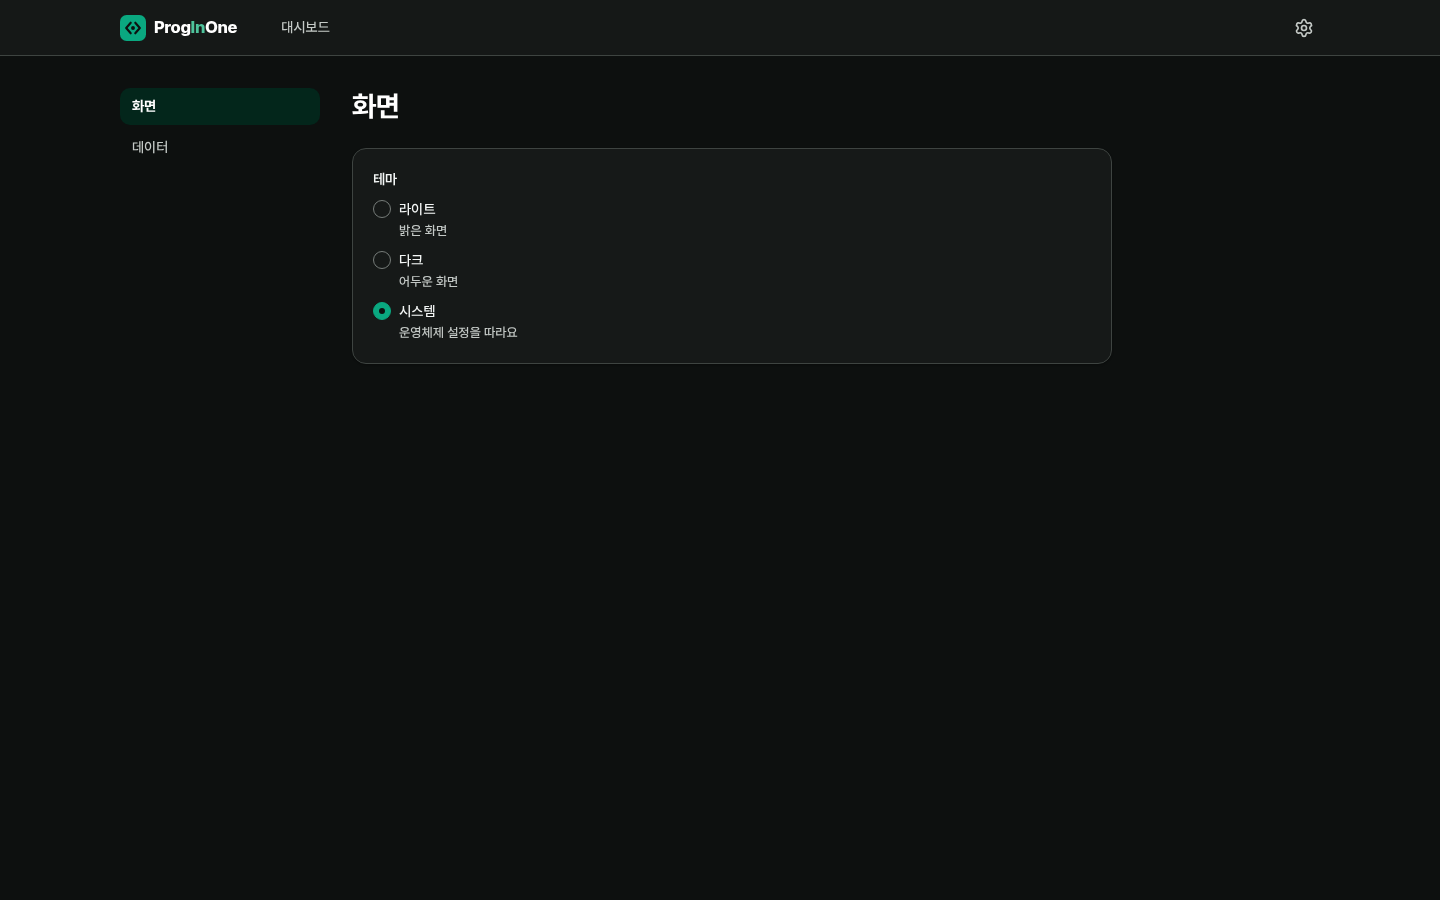 ProgInOne
대시보드
화면
데이터
화면
테마
라이트
밝은 화면
다크
어두운 화면
시스템
운영체제 설정을 따라요